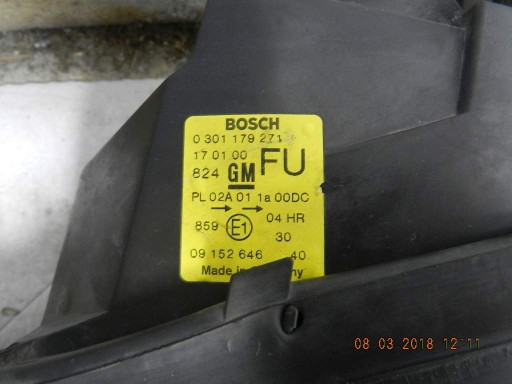 BOSCH
0 301 179 271
17 01 00
824 GM FU
PL 02A 01 1a 00DC
859 E1 04 HR
30
09 152 646 40
Made in
08 03 2018 12:11